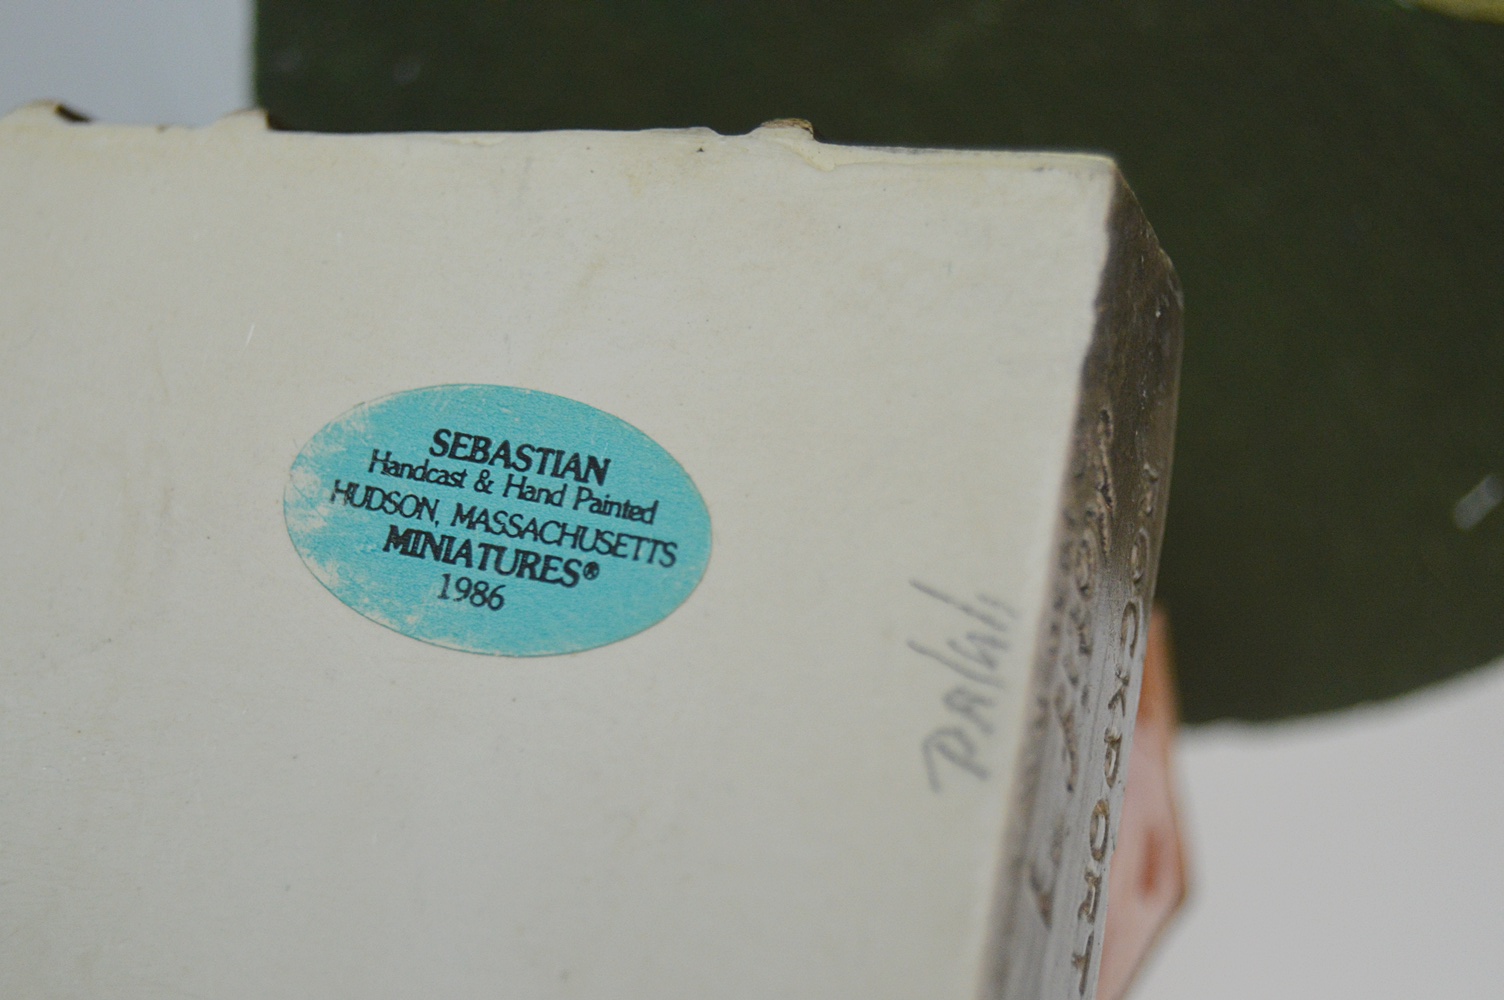 SEBASTIAN
Handcast & Hand Painted
HUDSON, MASSACHUSETTS
MINIATURES®
1986
ROCKPORT